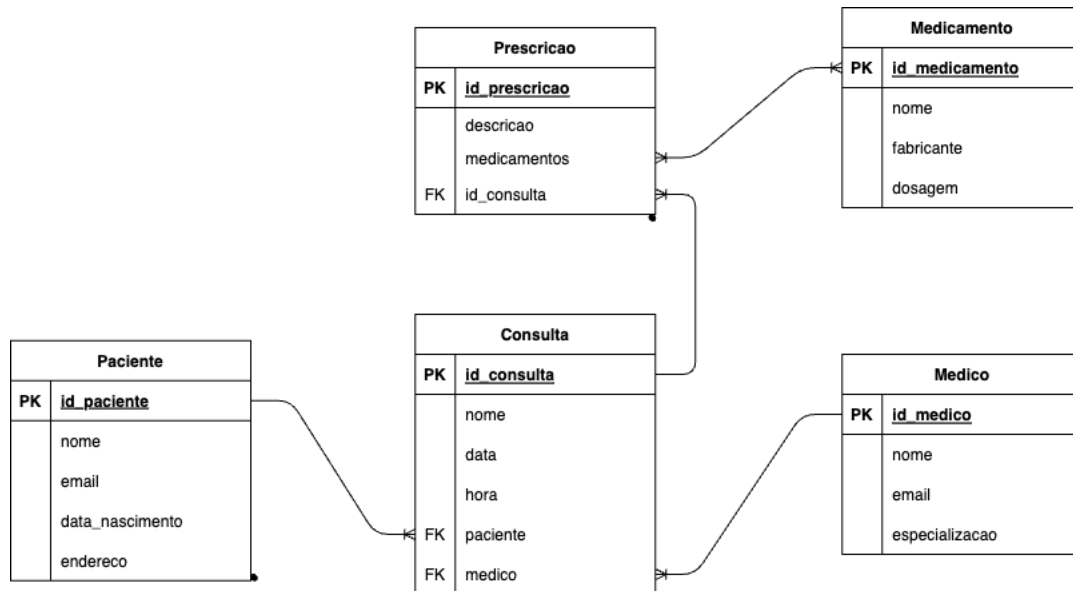 Prescricao
PK id_prescricao
descricao
medicamentos
FK id_consulta
Medicamento
PK id_medicamento
nome
fabricante
dosagem
Paciente
PK id_paciente
nome
email
data_nascimento
endereco
Consulta
PK id_consulta
nome
data
hora
FK paciente
FK medico
Medico
PK id_medico
nome
email
especializacao